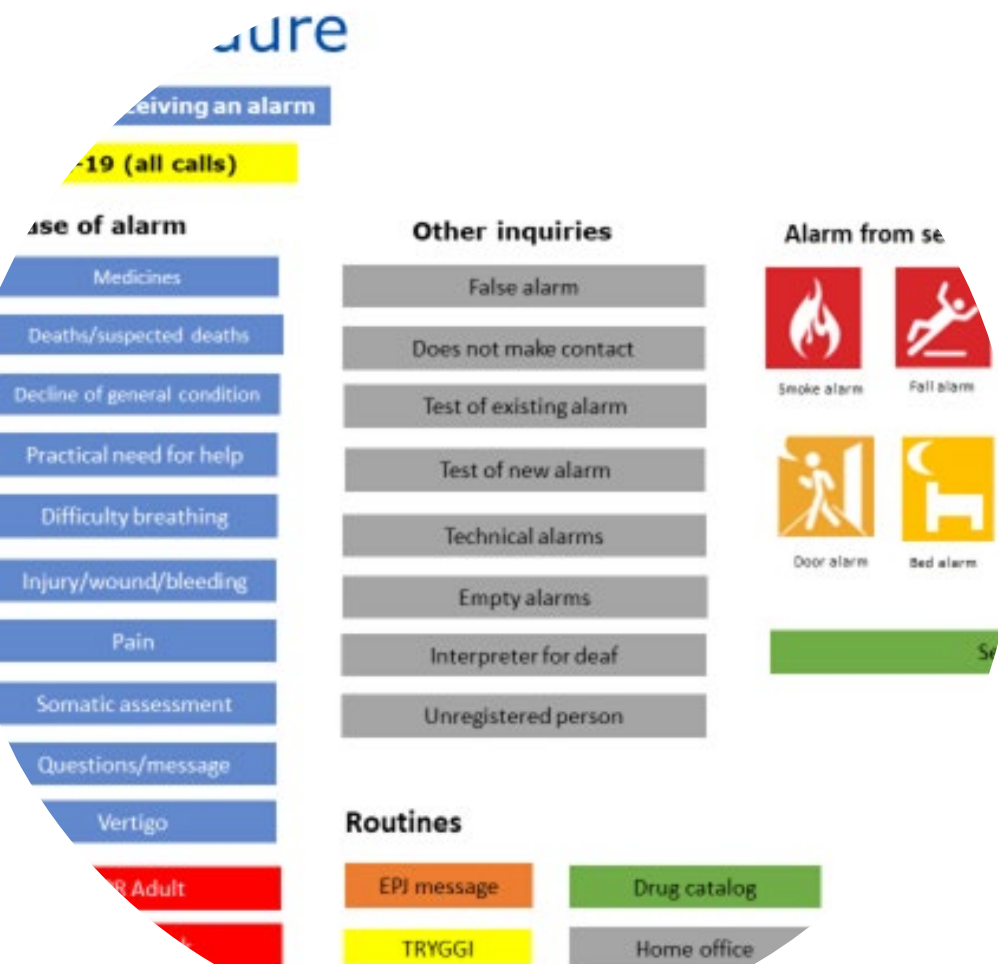 eiving an alarm
-19 (all calls)
of alarm
Medicines
Deaths/suspected deaths
Decline of general condition
Practical need for help
Difficulty breathing
Injury/wound/bleeding
Pain
Somatic assessment
Questions/message
Vertigo
Adult
Other inquiries
False alarm
Does not make contact
Test of existing alarm
Test of new alarm
Technical alarms
Empty alarms
Interpreter for deaf
Unregistered person
Alarm from
Smoke alarm
Fall alarm
Door alarm
Bed alarm
Routines
EPJ message
Drug catalog
TRYGGI
Home office